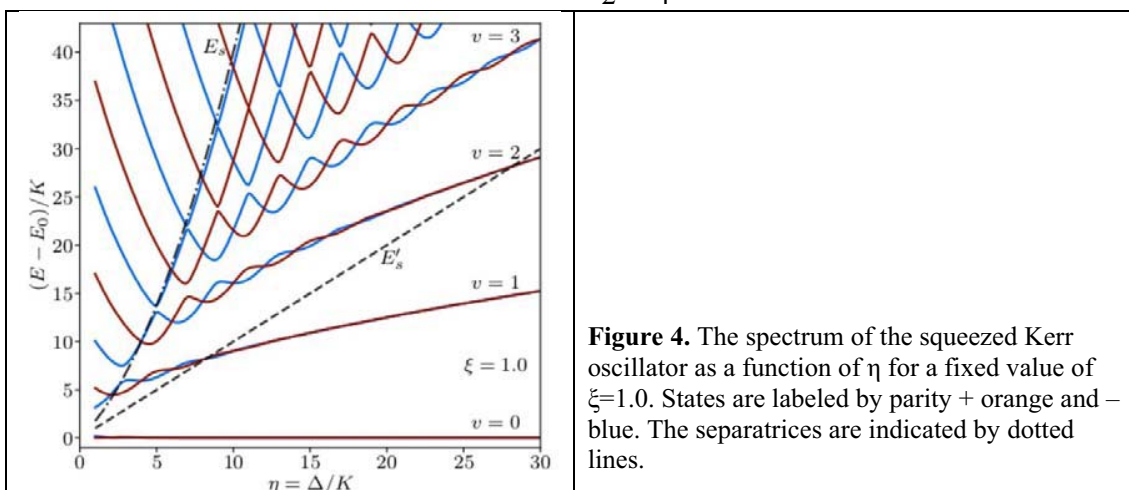 v = 3
40
E_s
35
30
v = 2
25
(E − E₀)/K
20
E'_s
15
v = 1
10
ξ = 1.0
5
v = 0
0
0 5 10 15 20 25 30
η = Δ/K
Figure 4. The spectrum of the squeezed Kerr
oscillator as a function of η for a fixed value of
ξ=1.0. States are labeled by parity + orange and –
blue. The separatrices are indicated by dotted
lines.